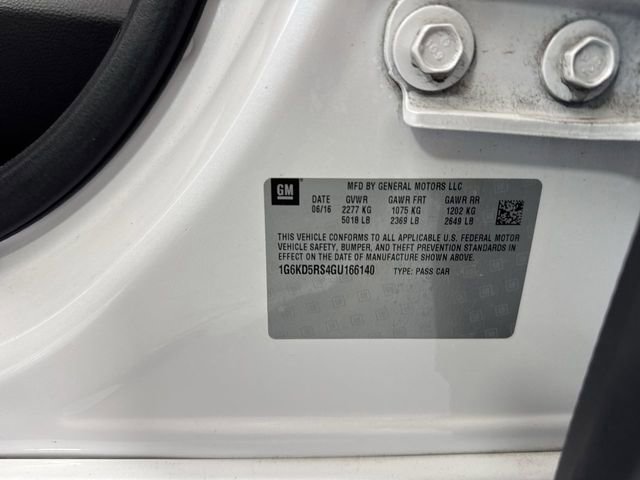 GM
MFD BY GENERAL MOTORS LLC
DATE GVWR GAWR FRT GAWR RR
06/16 2277 KG 1075 KG 1202 KG
5018 LB 2369 LB 2649 LB
THIS VEHICLE CONFORMS TO ALL APPLICABLE U.S. FEDERAL MOTOR
VEHICLE SAFETY, BUMPER, AND THEFT PREVENTION STANDARDS IN
EFFECT ON THE DATE OF MANUFACTURE SHOWN ABOVE.
1G6KD5RS4GU166140 TYPE: PASS CAR